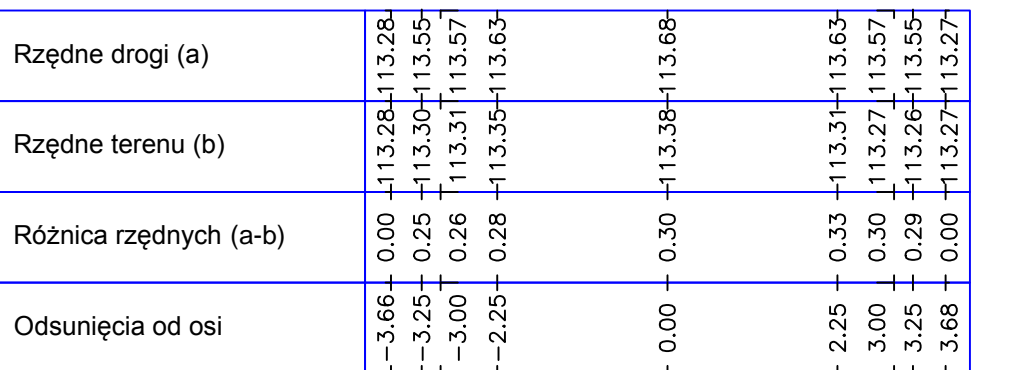 Rzędne drogi (a) 113.28 113.55 113.57 113.63 113.68 113.63 113.57 113.55 113.27
Rzędne terenu (b) 113.28 113.30 113.31 113.35 113.38 113.31 113.27 113.26 113.27
Różnica rzędnych (a-b) 0.00 0.25 0.26 0.28 0.30 0.33 0.30 0.29 0.00
Odsunięcia od osi -3.66 -3.25 -3.00 -2.25 0.00 2.25 3.00 3.25 3.68